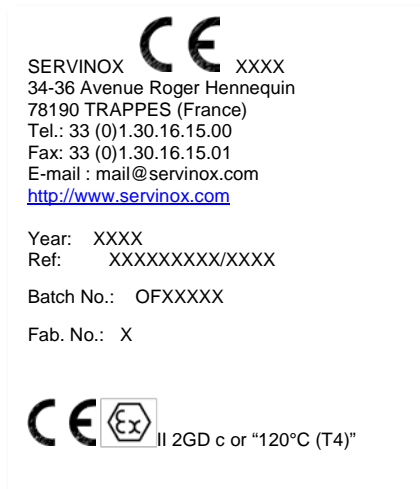 SERVINOX CE XXXX
34-36 Avenue Roger Hennequin
78190 TRAPPES (France)
Tel.: 33 (0)1.30.16.15.00
Fax: 33 (0)1.30.16.15.01
E-mail : mail@servinox.com
http://www.servinox.com
Year: XXXX
Ref: XXXXXXXXX/XXXX
Batch No.: OFXXXXX
Fab. No.: X
CE Ex II 2GD c or “120°C (T4)”